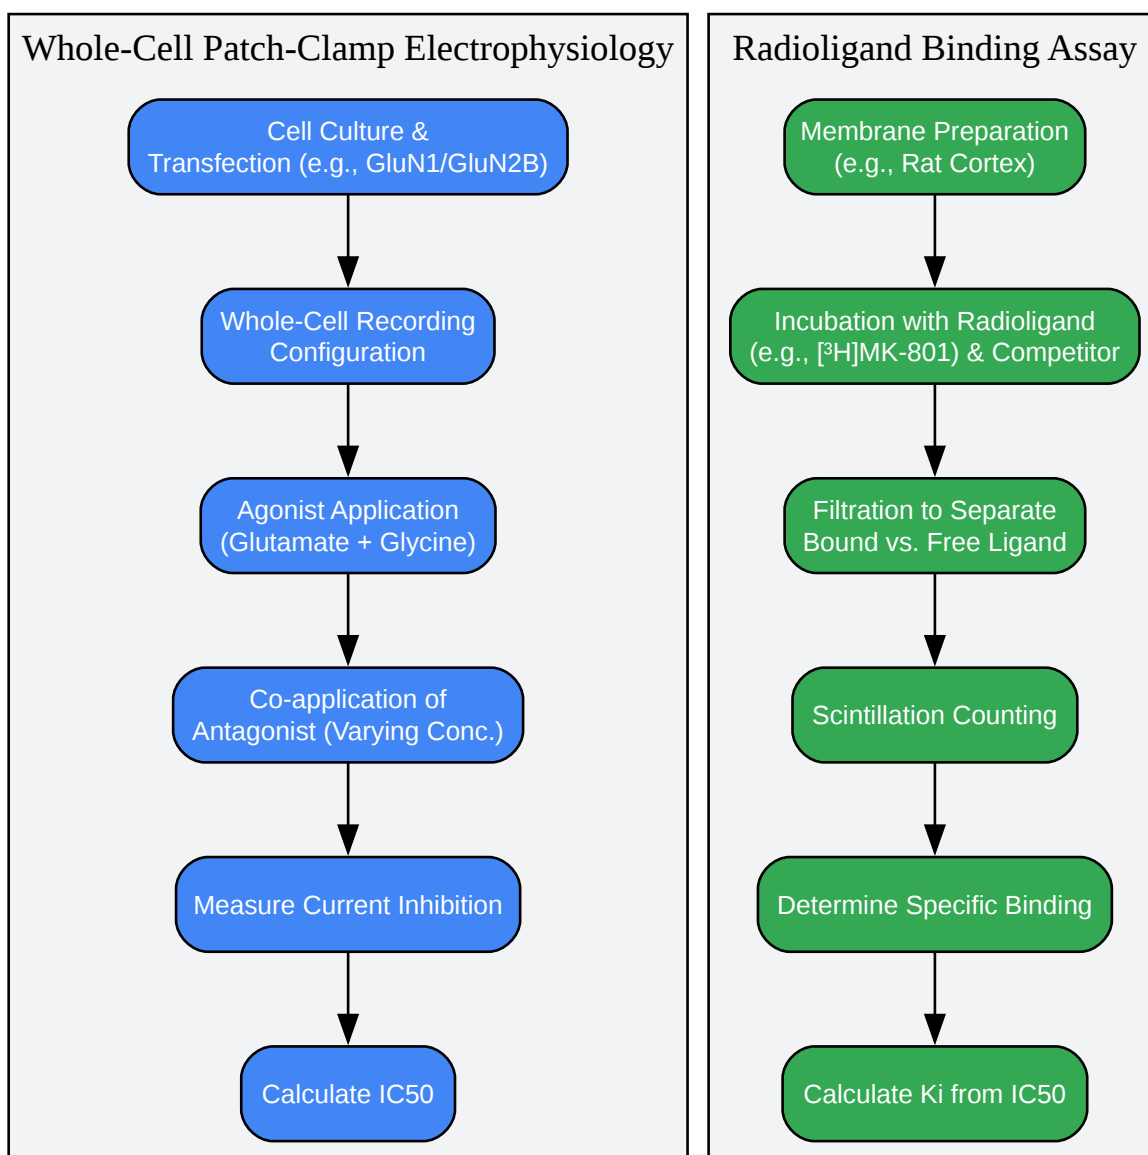 Whole-Cell Patch-Clamp Electrophysiology
Cell Culture &
Transfection (e.g., GluN1/GluN2B)
Whole-Cell Recording
Configuration
Agonist Application
(Glutamate + Glycine)
Co-application of
Antagonist (Varying Conc.)
Measure Current Inhibition
Calculate IC50
Radioligand Binding Assay
Membrane Preparation
(e.g., Rat Cortex)
Incubation with Radioligand
(e.g., [³H]MK-801) & Competitor
Filtration to Separate
Bound vs. Free Ligand
Scintillation Counting
Determine Specific Binding
Calculate Ki from IC50